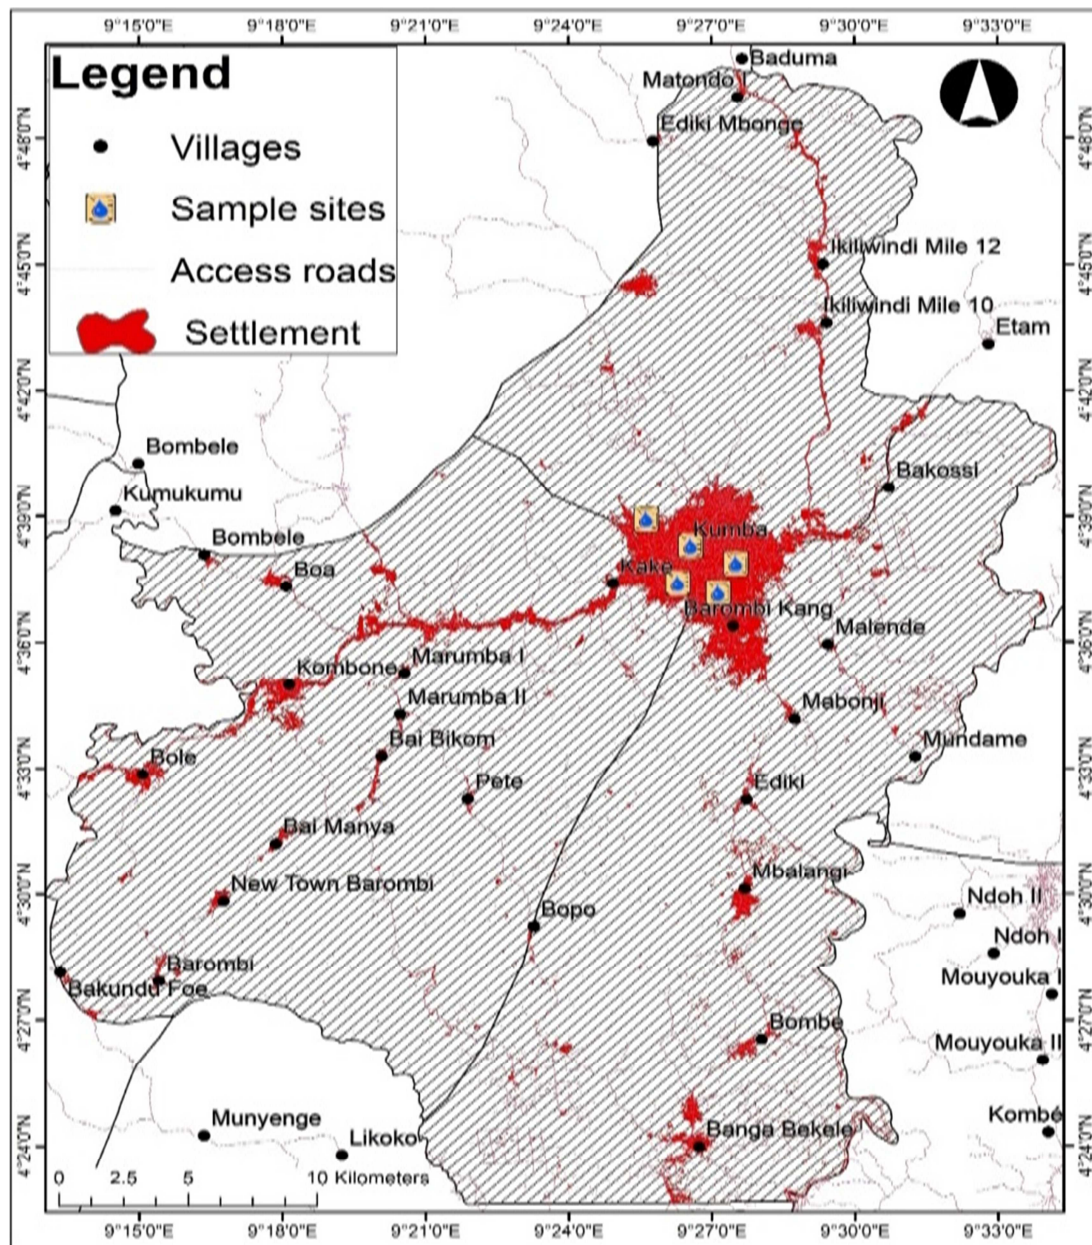 9°15'0"E 9°18'0"E 9°21'0"E 9°24'0"E 9°27'0"E 9°30'0"E 9°33'0"E
Legend
Villages
Sample sites
Access roads
Settlement
Baduma
Matondo I
Ediki Mbonge
4°48'0"N 4°48'0"N
Ikiliwindi Mile 12
4°45'0"N 4°45'0"N
Ikiliwindi Mile 10
Etam
4°42'0"N 4°42'0"N
Bombele
Bakossi
Kumukumu
4°39'0"N 4°39'0"N
Kumba
Bombele
Boa
Kake
Barombi Kang
Malende
4°36'0"N 4°36'0"N
Marumba I
Kombone
Marumba II
Mabonji
Bai Bikom
Mundame
Bole
4°33'0"N 4°33'0"N
Pete
Ediki
Bai Manya
Mbalangi
New Town Barombi
4°30'0"N 4°30'0"N
Ndoh II
Bopo
Ndoh I
Barombi
Mouyouka I
Bakundu Foe
4°27'0"N 4°27'0"N
Bombe
Mouyouka II
Munyenge
Kombé
Banga Bekele
Likoko
4°24'0"N 4°24'0"N
0 2.5 5 10 Kilometers
9°15'0"E 9°18'0"E 9°21'0"E 9°24'0"E 9°27'0"E 9°30'0"E 9°33'0"E